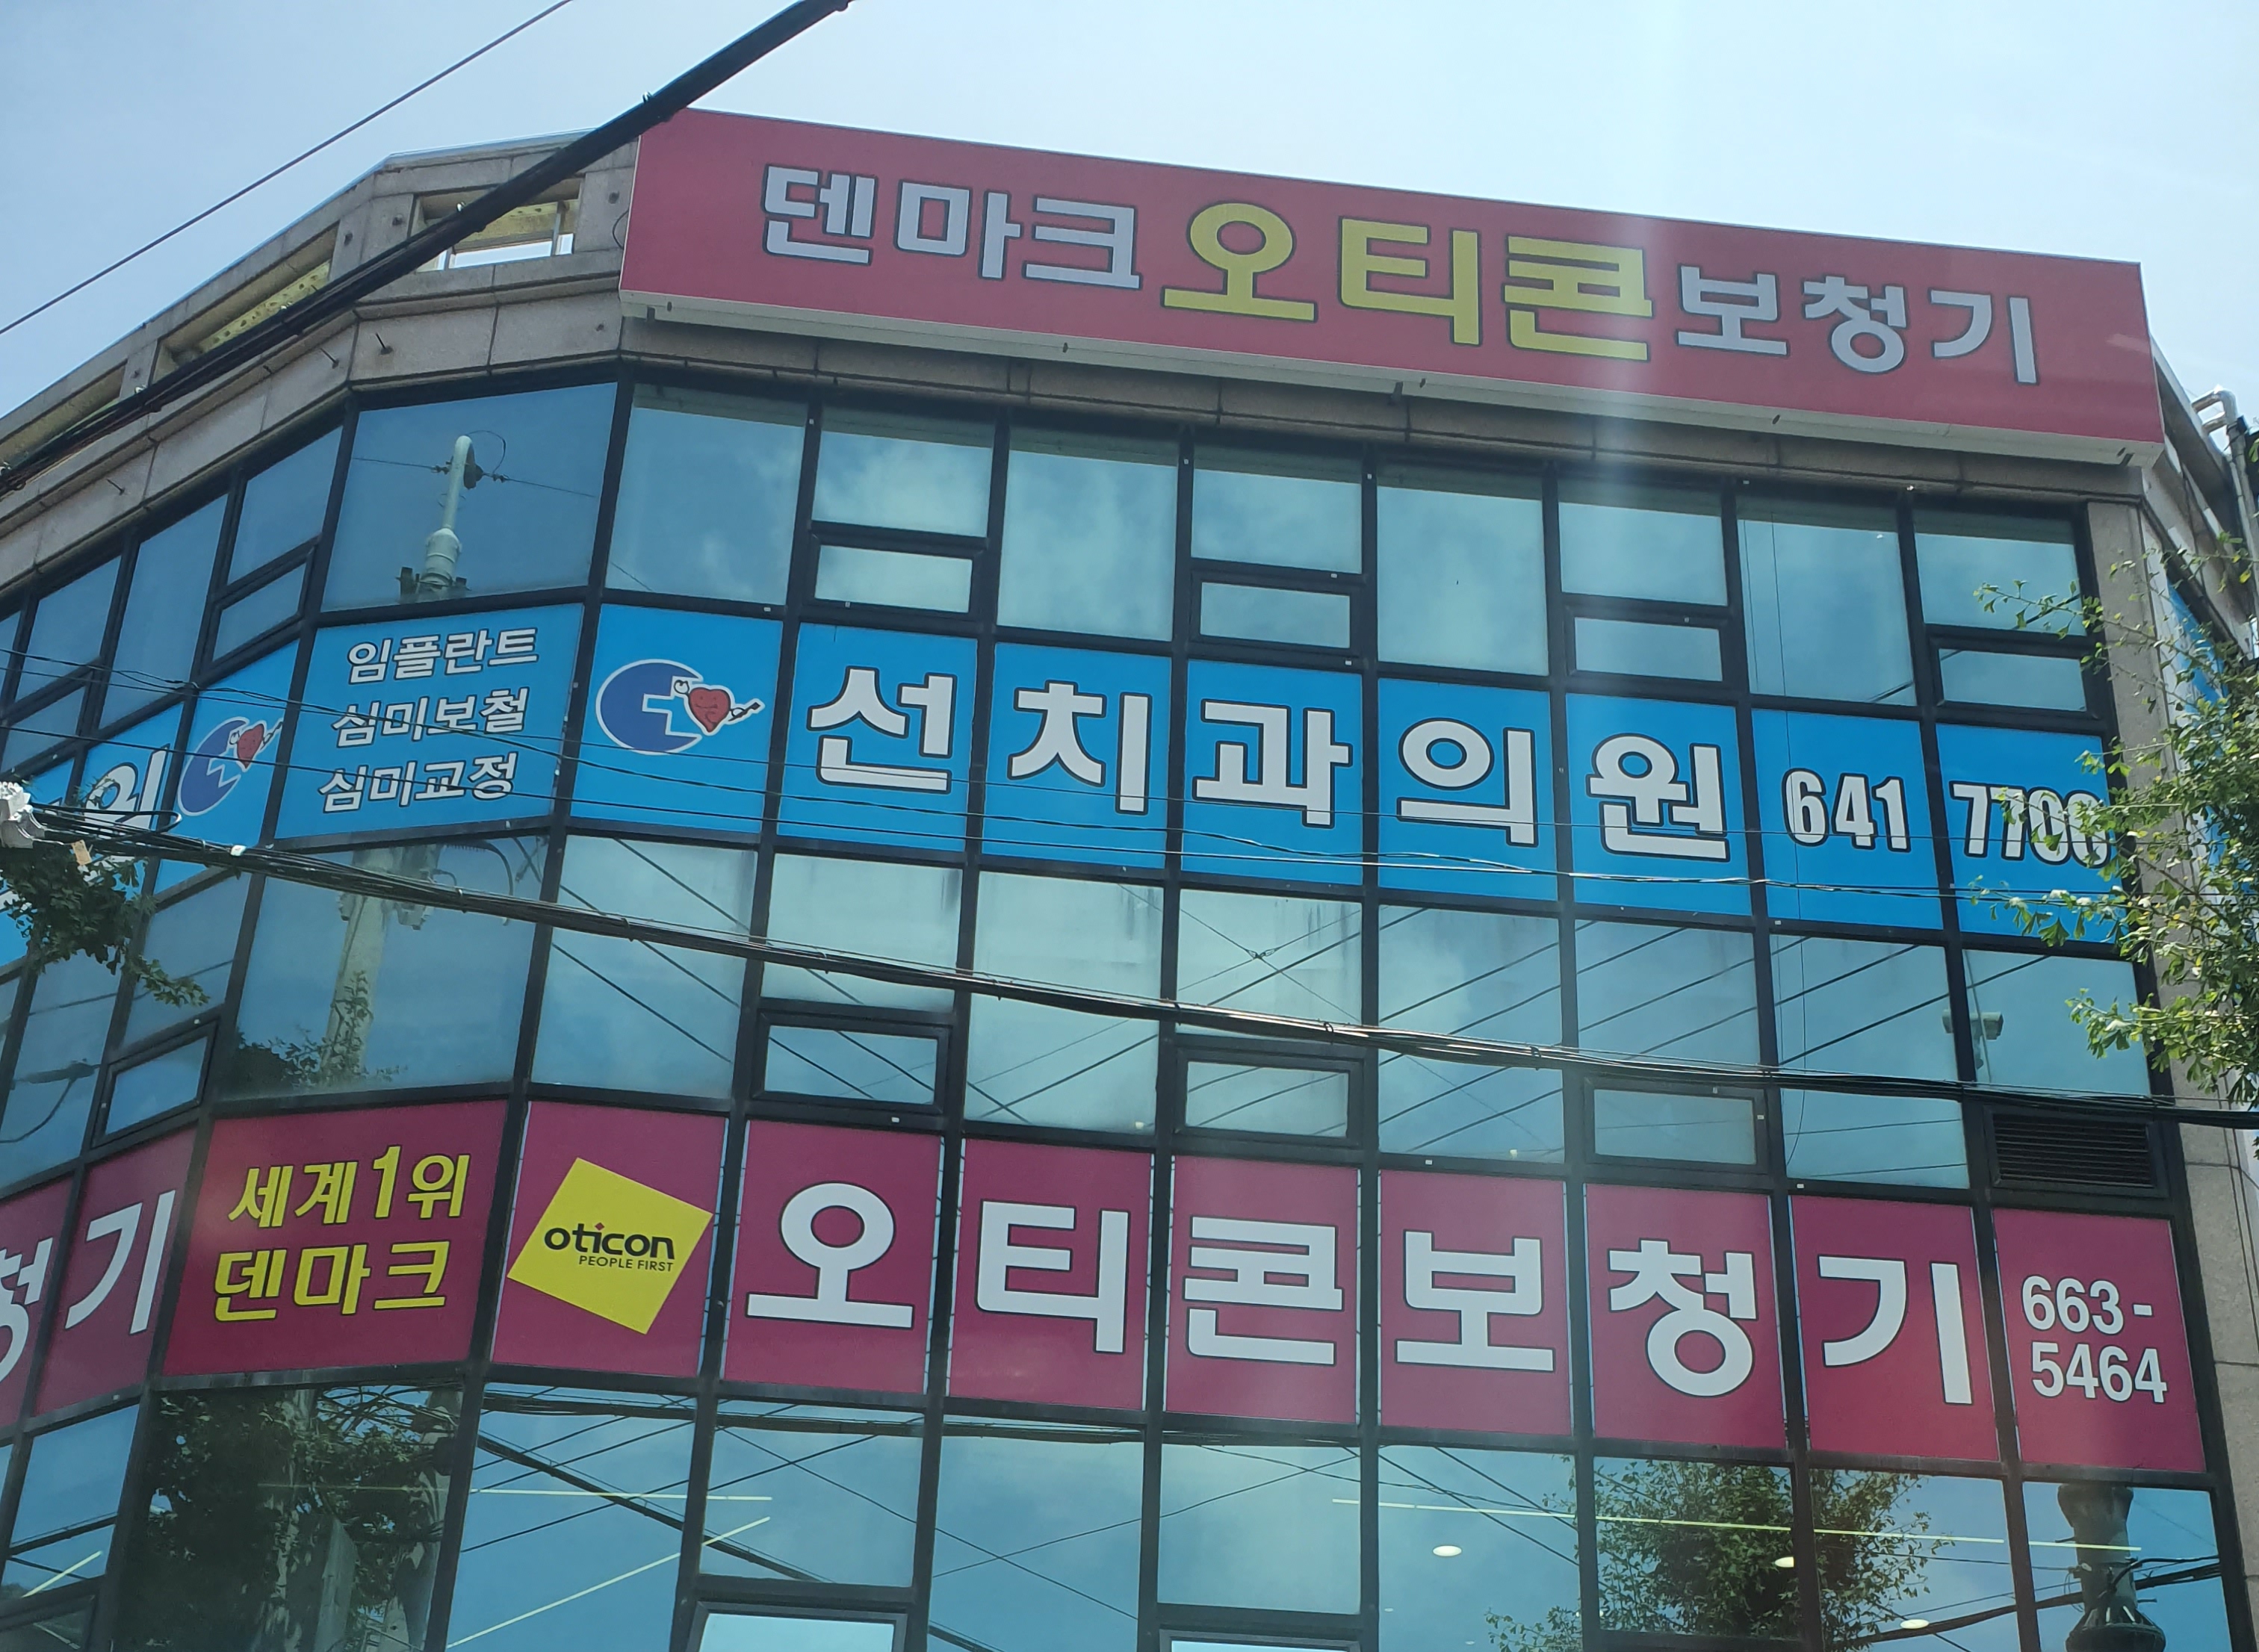 덴마크오티콘보청기
임플란트
심미보철
심미교정
선치과의원 641 7700
의
세계1위
덴마크
oticon
PEOPLE FIRST
오티콘보청기
663-
5464
청기